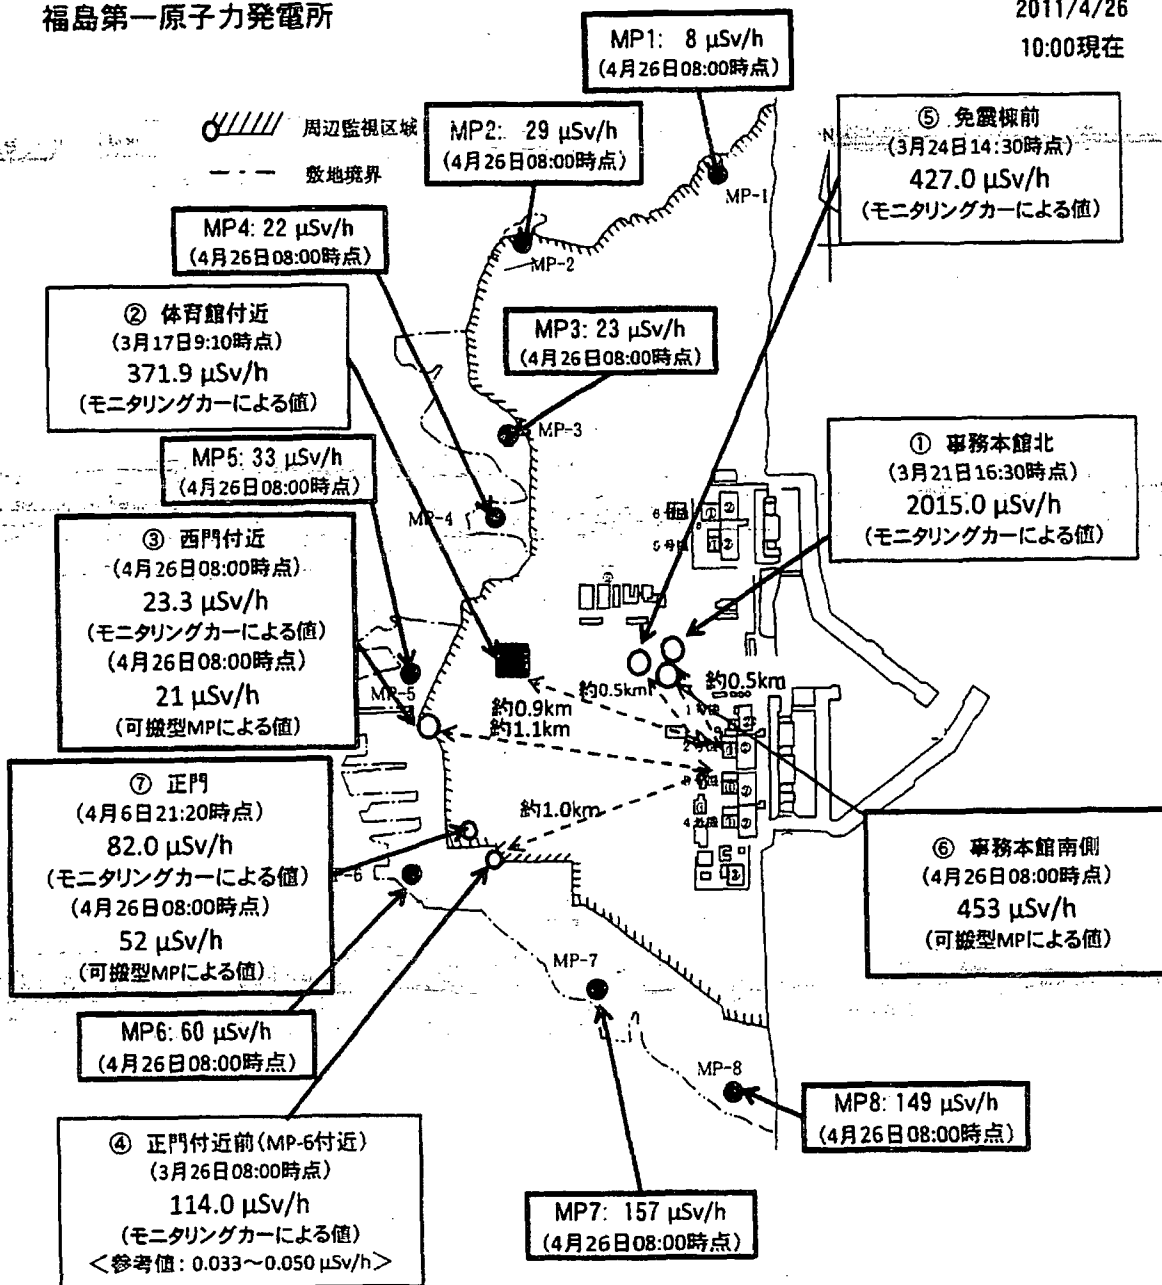 福島第一原子力発電所
2011/4/26
10:00現在
周辺監視区域
敷地境界
MP1: 8 μSv/h
(4月26日08:00時点)
MP2: 29 μSv/h
(4月26日08:00時点)
MP4: 22 μSv/h
(4月26日08:00時点)
⑤ 免震棟前
(3月24日14:30時点)
427.0 μSv/h
(モニタリングカーによる値)
N
MP-1
MP-2
② 体育館付近
(3月17日9:10時点)
371.9 μSv/h
(モニタリングカーによる値)
MP3: 23 μSv/h
(4月26日08:00時点)
MP-3
MP5: 33 μSv/h
(4月26日08:00時点)
MP-4
① 事務本館北
(3月21日16:30時点)
2015.0 μSv/h
(モニタリングカーによる値)
③ 西門付近
(4月26日08:00時点)
23.3 μSv/h
(モニタリングカーによる値)
(4月26日08:00時点)
21 μSv/h
(可搬型MPによる値)
MP-5
約0.5km
約0.5km
約0.9km
約1.1km
約1.0km
⑦ 正門
(4月6日21:20時点)
82.0 μSv/h
(モニタリングカーによる値)
(4月26日08:00時点)
52 μSv/h
(可搬型MPによる値)
⑥ 事務本館南側
(4月26日08:00時点)
453 μSv/h
(可搬型MPによる値)
MP-7
MP6: 60 μSv/h
(4月26日08:00時点)
MP-8
MP8: 149 μSv/h
(4月26日08:00時点)
④ 正門付近前(MP-6付近)
(3月26日08:00時点)
114.0 μSv/h
(モニタリングカーによる値)
<参考値: 0.033～0.050 μSv/h>
MP7: 157 μSv/h
(4月26日08:00時点)